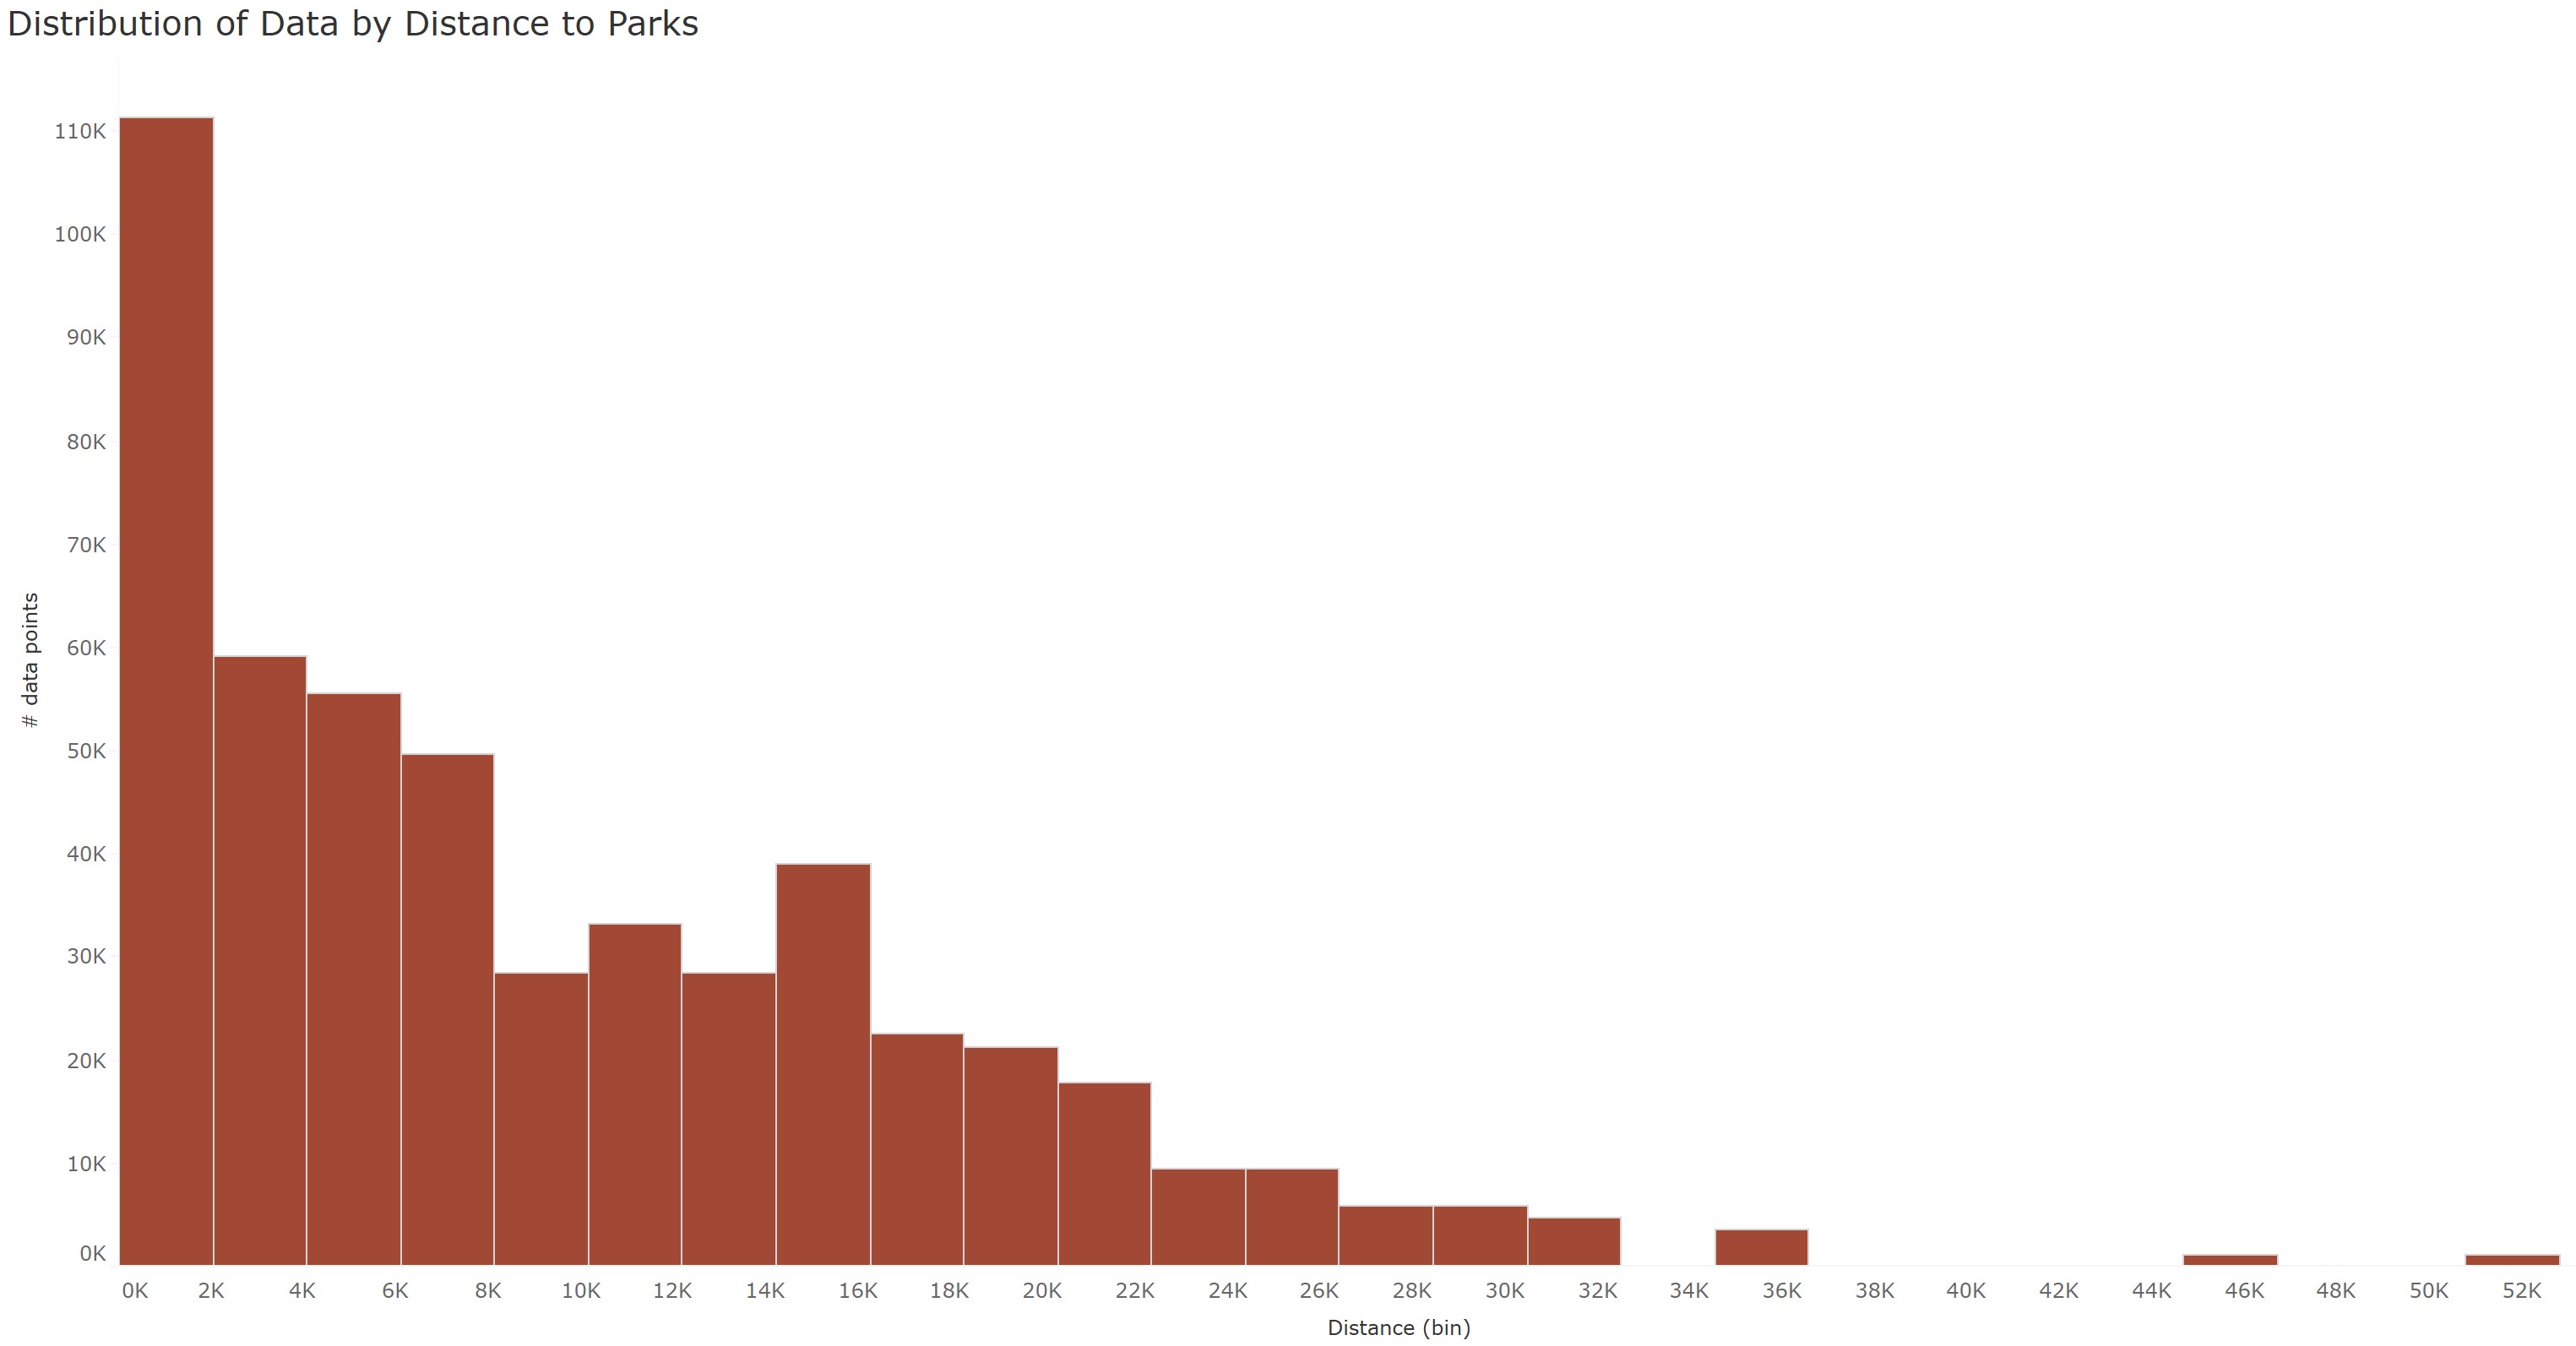 Distribution of Data by Distance to Parks
110K
100K
90K
80K
70K
60K
50K
40K
30K
20K
10K
0K
# data points
0K 2K 4K 6K 8K 10K 12K 14K 16K 18K 20K 22K 24K 26K 28K 30K 32K 34K 36K 38K 40K 42K 44K 46K 48K 50K 52K
Distance (bin)